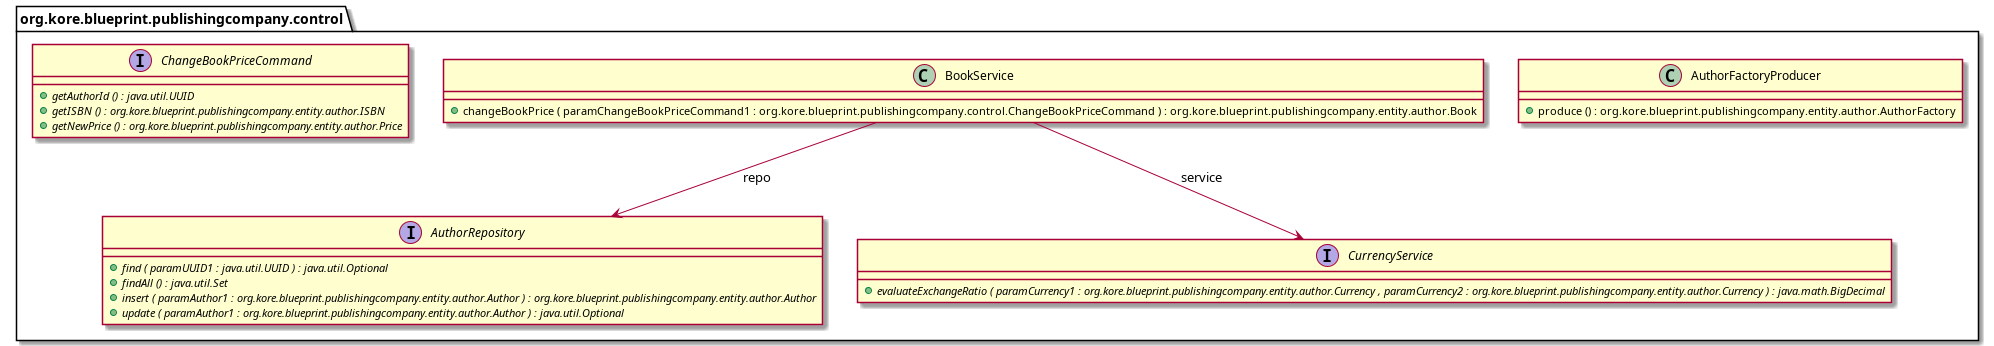 org.kore.blueprint.publishingcompany.control
I ChangeBookPriceCommand
getAuthorId () : java.util.UUID
getISBN () : org.kore.blueprint.publishingcompany.entity.author.ISBN
getNewPrice () : org.kore.blueprint.publishingcompany.entity.author.Price
C BookService
changeBookPrice ( paramChangeBookPriceCommand1 : org.kore.blueprint.publishingcompany.control.ChangeBookPriceCommand ) : org.kore.blueprint.publishingcompany.entity.author.Book
C AuthorFactoryProducer
produce () : org.kore.blueprint.publishingcompany.entity.author.AuthorFactory
repo
service
I AuthorRepository
find ( paramUUID1 : java.util.UUID ) : java.util.Optional
findAll () : java.util.Set
insert ( paramAuthor1 : org.kore.blueprint.publishingcompany.entity.author.Author ) : org.kore.blueprint.publishingcompany.entity.author.Author
update ( paramAuthor1 : org.kore.blueprint.publishingcompany.entity.author.Author ) : java.util.Optional
I CurrencyService
evaluateExchangeRatio ( paramCurrency1 : org.kore.blueprint.publishingcompany.entity.author.Currency , paramCurrency2 : org.kore.blueprint.publishingcompany.entity.author.Currency ) : java.math.BigDecimal